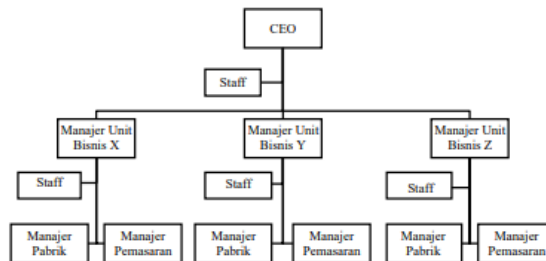 CEO
Staff
Manajer Unit
Bisnis X
Manajer Unit
Bisnis Y
Manajer Unit
Bisnis Z
Staff
Staff
Staff
Manajer
Pabrik
Manajer
Pemasaran
Manajer
Pabrik
Manajer
Pemasaran
Manajer
Pabrik
Manajer
Pemasaran